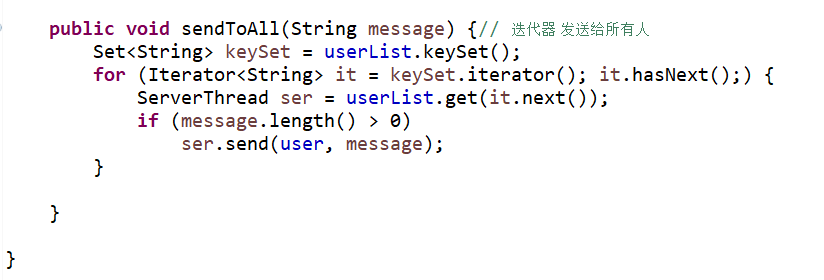 public void sendToAll(String message) {// 迭代器 发送给所有人
Set<String> keySet = userList.keySet();
for (Iterator<String> it = keySet.iterator(); it.hasNext();) {
ServerThread ser = userList.get(it.next());
if (message.length() > 0)
ser.send(user, message);
}
}
}